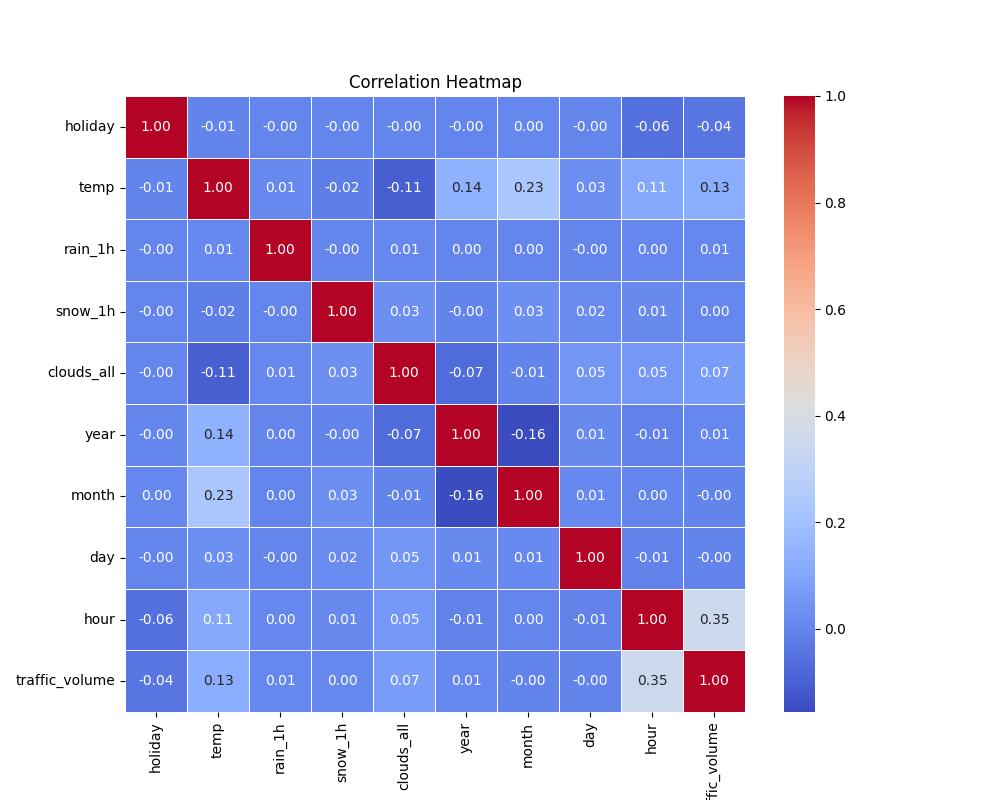 Correlation Heatmap
holiday 1.00 -0.01 -0.00 -0.00 -0.00 -0.00 0.00 -0.00 -0.06 -0.04
temp -0.01 1.00 0.01 -0.02 -0.11 0.14 0.23 0.03 0.11 0.13
rain_1h -0.00 0.01 1.00 -0.00 0.01 0.00 0.00 -0.00 0.00 0.01
snow_1h -0.00 -0.02 -0.00 1.00 0.03 -0.00 0.03 0.02 0.01 0.00
clouds_all -0.00 -0.11 0.01 0.03 1.00 -0.07 -0.01 0.05 0.05 0.07
year -0.00 0.14 0.00 -0.00 -0.07 1.00 -0.16 0.01 -0.01 0.01
month 0.00 0.23 0.00 0.03 -0.01 -0.16 1.00 0.01 0.00 -0.00
day -0.00 0.03 -0.00 0.02 0.05 0.01 0.01 1.00 -0.01 -0.00
hour -0.06 0.11 0.00 0.01 0.05 -0.01 0.00 -0.01 1.00 0.35
traffic_volume -0.04 0.13 0.01 0.00 0.07 0.01 -0.00 -0.00 0.35 1.00
holiday temp rain_1h snow_1h clouds_all year month day hour ffic_volume
1.0
0.8
0.6
0.4
0.2
0.0